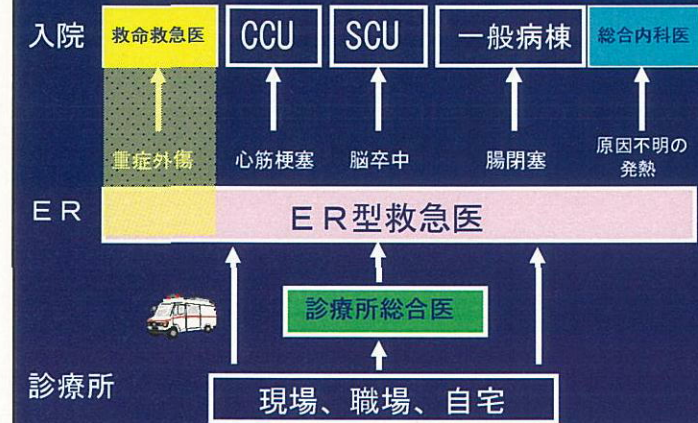 入院
救命救急医
CCU
SCU
一般病棟
総合内科医
重症外傷
心筋梗塞
脳卒中
腸閉塞
原因不明の
発熱
ER
ER型救急医
診療所総合医
診療所
現場、職場、自宅